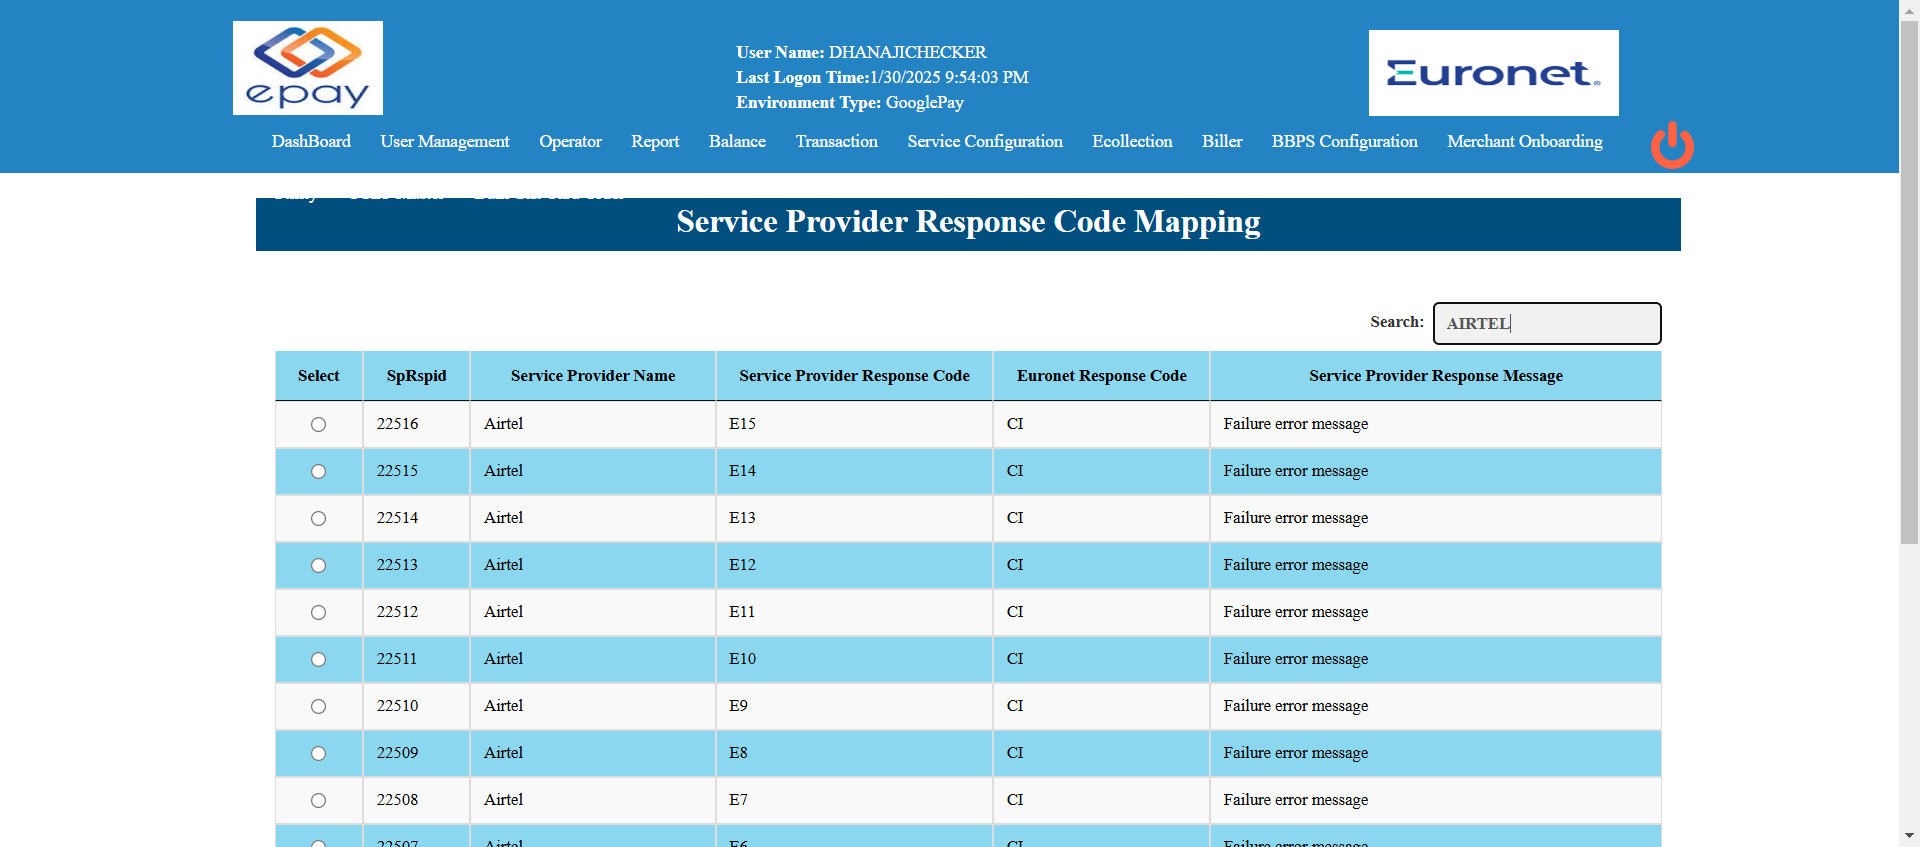 epay
User Name: DHANAJICHECKER
Last Logon Time:1/30/2025 9:54:03 PM
Environment Type: GooglePay
Euronet
DashBoard User Management Operator Report Balance Transaction Service Configuration Ecollection Biller BBPS Configuration Merchant Onboarding
Service Provider Response Code Mapping
Search: AIRTEL
Select SpRspid Service Provider Name Service Provider Response Code Euronet Response Code Service Provider Response Message
22516 Airtel E15 CI Failure error message
22515 Airtel E14 CI Failure error message
22514 Airtel E13 CI Failure error message
22513 Airtel E12 CI Failure error message
22512 Airtel E11 CI Failure error message
22511 Airtel E10 CI Failure error message
22510 Airtel E9 CI Failure error message
22509 Airtel E8 CI Failure error message
22508 Airtel E7 CI Failure error message
22507 Airtel E6 CI Failure error message